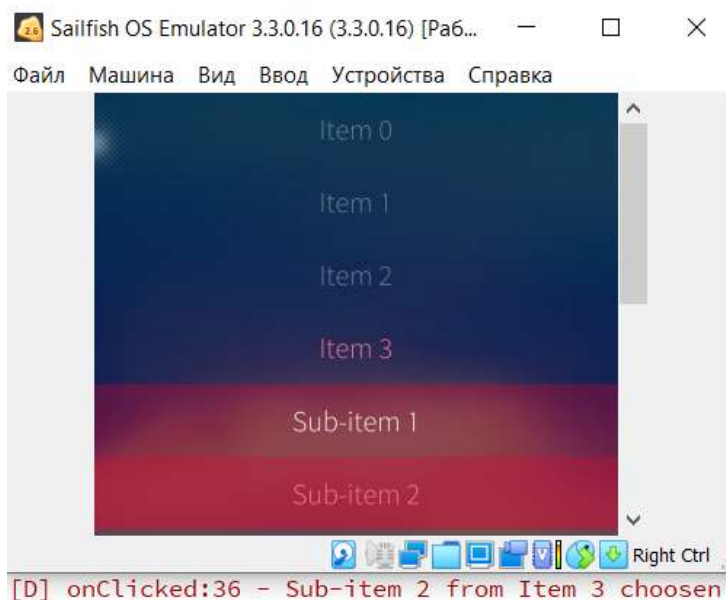 2.6 Sailfish OS Emulator 3.3.0.16 (3.3.0.16) [Раб...
Файл Машина Вид Ввод Устройства Справка
Item 0
Item 1
Item 2
Item 3
Sub-item 1
Sub-item 2
Right Ctrl
[D] onClicked:36 - Sub-item 2 from Item 3 choosen